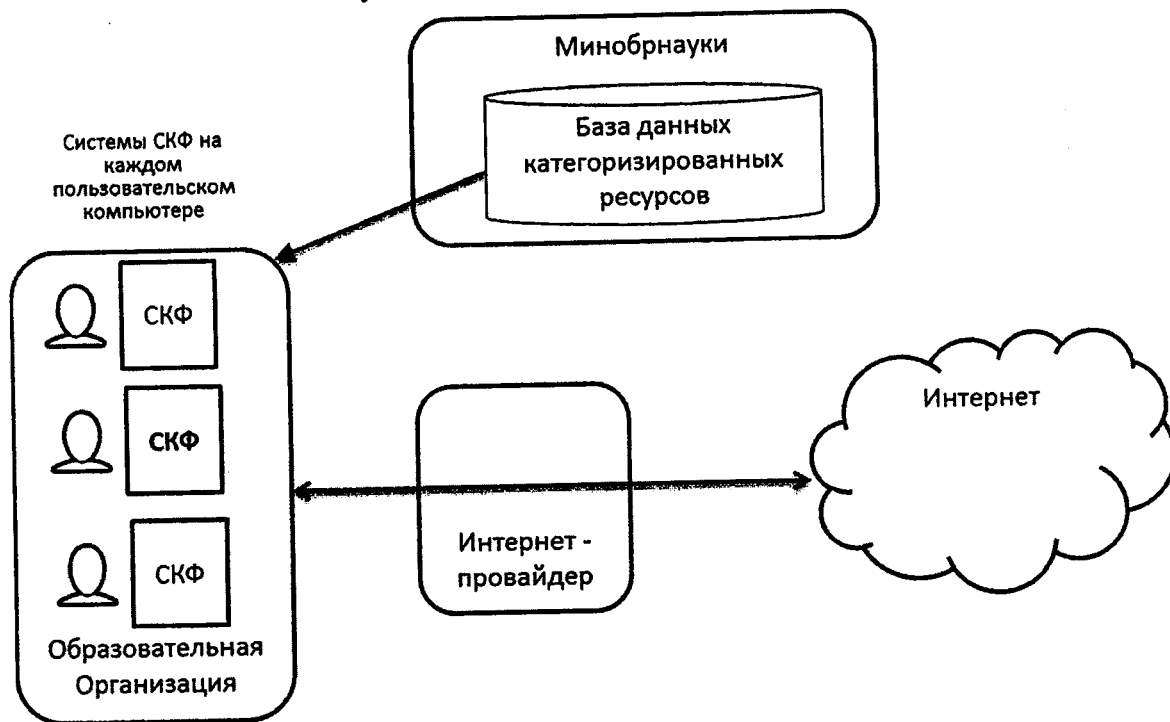 Минобрнауки
База данных
категоризированных
ресурсов
Системы СКФ на
каждом
пользовательском
компьютере
СКФ
СКФ
СКФ
Образовательная
Организация
Интернет -
провайдер
Интернет